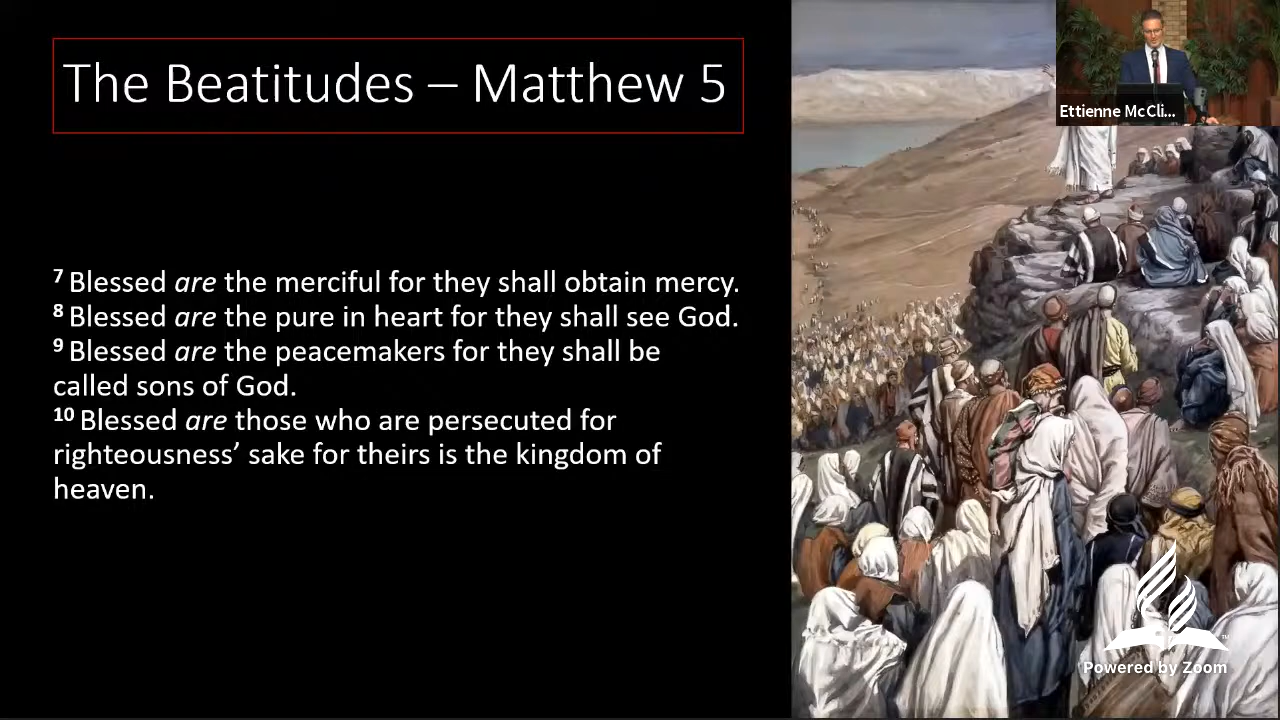 The Beatitudes – Matthew 5
Ettienne McCli...
7 Blessed are the merciful for they shall obtain mercy.
8 Blessed are the pure in heart for they shall see God.
9 Blessed are the peacemakers for they shall be
called sons of God.
10 Blessed are those who are persecuted for
righteousness’ sake for theirs is the kingdom of
heaven.
TM
Powered by Zoom